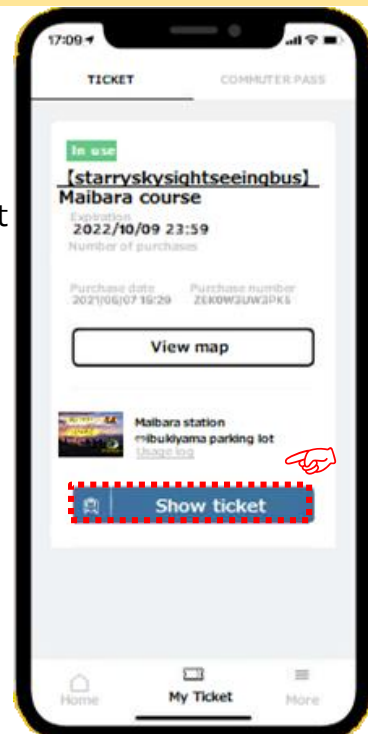 17:09
TICKET
COMMUTER PASS
t
In use
【starryskysightseeingbus】
Maibara course
Expiration
2022/10/09 23:59
Number of purchases
Purchase date Purchase number
View map
Maibara station
⇔ibukiyama parking lot
Usage log
Show ticket
Home
My Ticket
More